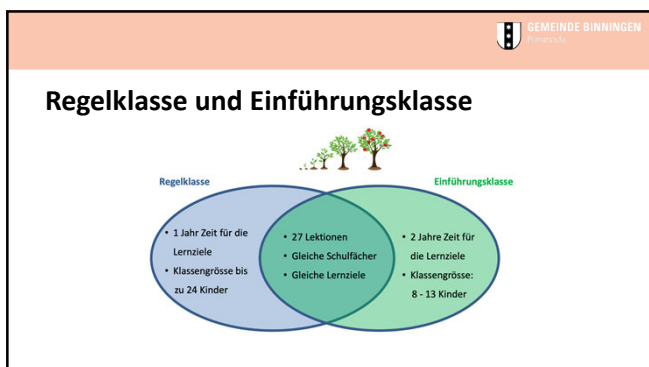 GEMEINDE BINNINGEN
Primarstufe
Regelklasse und Einführungsklasse
Regelklasse
Einführungsklasse
• 1 Jahr Zeit für die
Lernziele
• Klassengrösse bis
zu 24 Kinder
• 27 Lektionen
• Gleiche Schulfächer
• Gleiche Lernziele
• 2 Jahre Zeit für
die Lernziele
• Klassengrösse:
8 - 13 Kinder